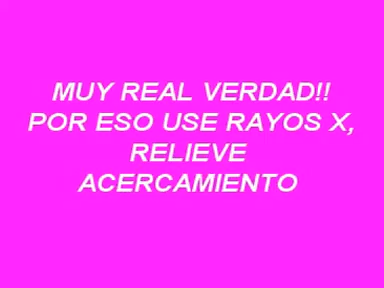 MUY REAL VERDAD!!
POR ESO USE RAYOS X,
RELIEVE
ACERCAMIENTO